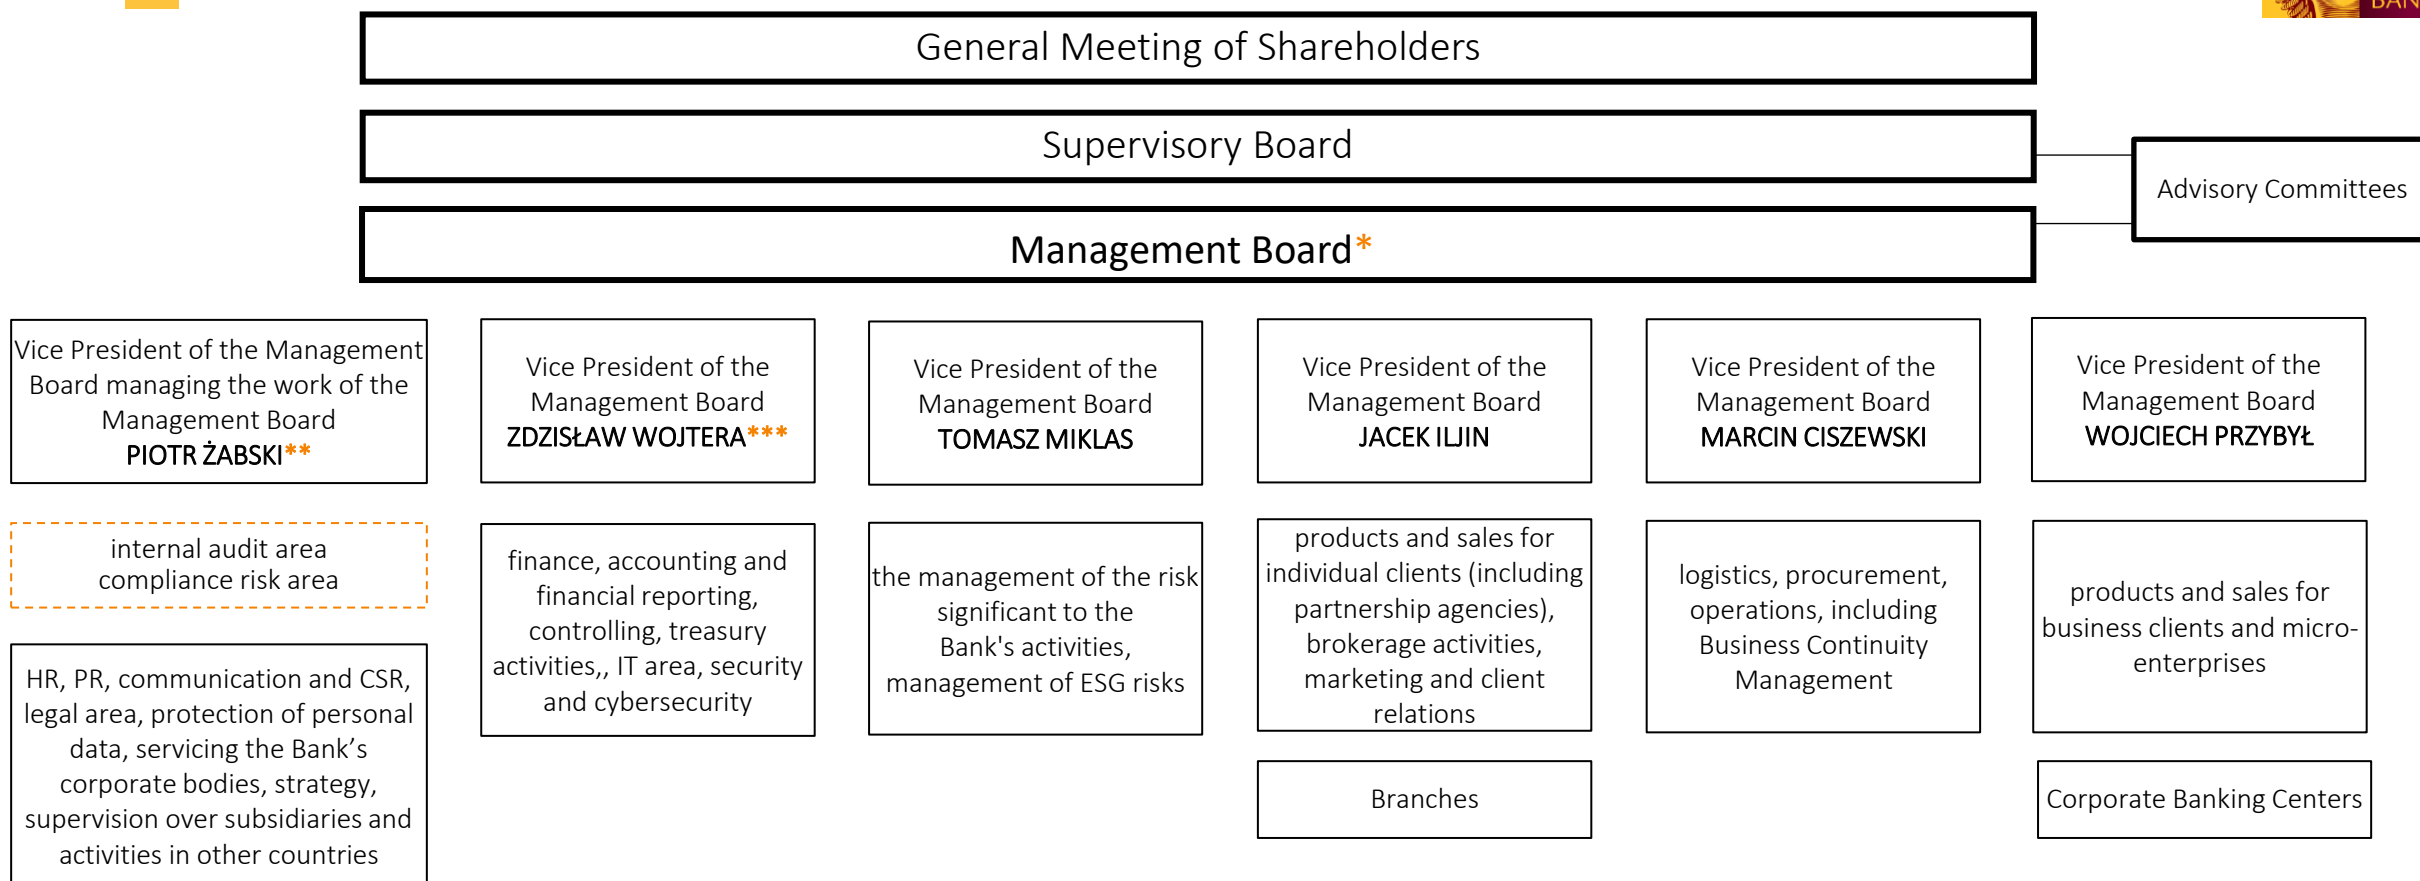 BAN
General Meeting of Shareholders
Supervisory Board
Advisory Committees
Management Board*
Vice President of the Management
Board managing the work of the
Management Board
PIOTR ŻABSKI**
Vice President of the
Management Board
ZDZISŁAW WOJTERA***
Vice President of the
Management Board
TOMASZ MIKLAS
Vice President of the
Management Board
JACEK ILJIN
Vice President of the
Management Board
MARCIN CISZEWSKI
Vice President of the
Management Board
WOJCIECH PRZYBYŁ
internal audit area
compliance risk area
HR, PR, communication and CSR,
legal area, protection of personal
data, servicing the Bank’s
corporate bodies, strategy,
supervision over subsidiaries and
activities in other countries
finance, accounting and
financial reporting,
controlling, treasury
activities,, IT area, security
and cybersecurity
the management of the risk
significant to the
Bank's activities,
management of ESG risks
products and sales for
individual clients (including
partnership agencies),
brokerage activities,
marketing and client
relations
Branches
logistics, procurement,
operations, including
Business Continuity
Management
products and sales for
business clients and micro-
enterprises
Corporate Banking Centers